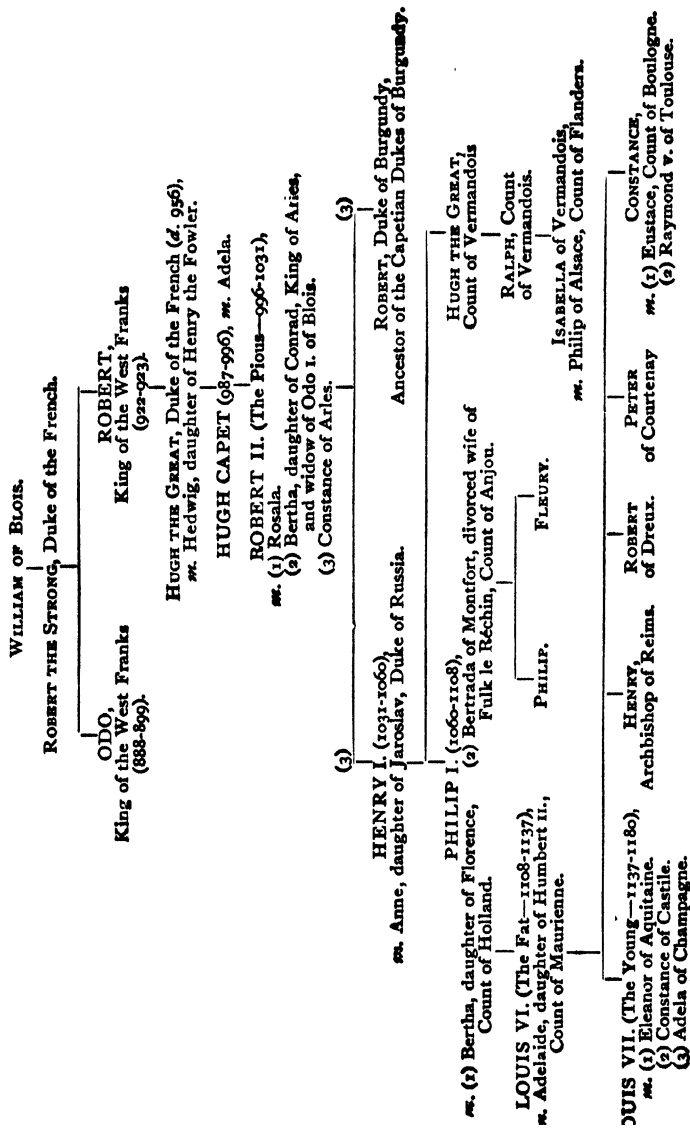 WILLIAM OF BLOIS.
ROBERT THE STRONG, Duke of the French.
ODO,
King of the West Franks
(888-899).
ROBERT,
King of the West Franks
(922-923).
HUGH THE GREAT, Duke of the French (d. 956),
m. Hedwig, daughter of Henry the Fowler.
HUGH CAPET (987-996), m. Adela.
ROBERT II. (The Pious—996-1031),
m. (1) Rosala.
(2) Bertha, daughter of Conrad, King of Arles,
and widow of Odo I. of Blois.
(3) Constance of Arles.
(3)
HENRY I. (1031-1060),
m. Anne, daughter of Jaroslav, Duke of Russia.
(3)
ROBERT, Duke of Burgundy,
Ancestor of the Capetian Dukes of Burgundy.
PHILIP I. (1060-1108),
m. (1) Bertha, daughter of Florence,
Count of Holland.
(2) Bertrada of Montfort, divorced wife of
Fulk le Réchin, Count of Anjou.
HUGH THE GREAT,
Count of Vermandois
LOUIS VI. (The Fat—1108-1137),
m. Adelaide, daughter of Humbert II.,
Count of Maurienne.
PHILIP.
FLEURY.
RALPH, Count
of Vermandois.
ISABELLA of Vermandois,
m. Philip of Alsace, Count of Flanders.
OUIS VII. (The Young—1137-1180),
m. (1) Eleanor of Aquitaine.
(2) Constance of Castile.
(3) Adela of Champagne.
HENRY,
Archbishop of Reims.
ROBERT
of Dreux.
PETER
of Courtenay
CONSTANCE,
m. (1) Eustace, Count of Boulogne.
(2) Raymond V. of Toulouse.